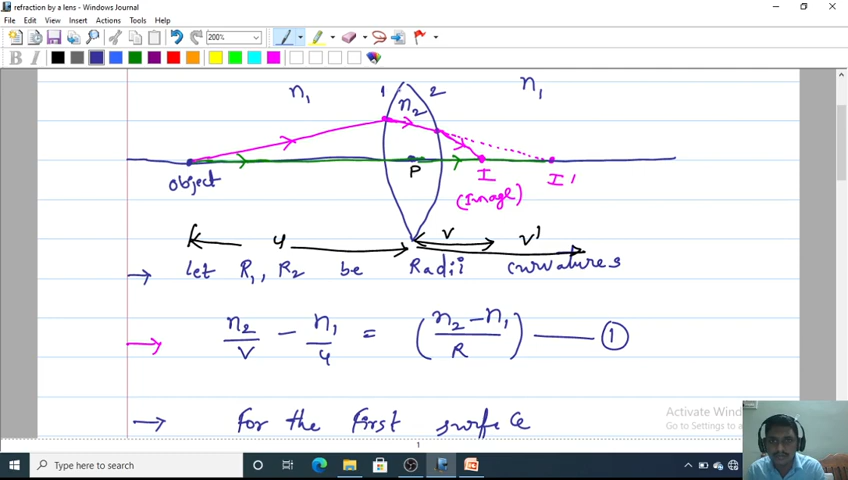 refraction by a lens - Windows Journal
File Edit View Insert Actions Tools Help
200%
B I
n1 1 2 n1
n2
P
object I I'
(Image)
u v v'
let R1, R2 be Radii curvatures
n2/v - n1/u = (n2-n1/R) ——— ①
for the first surface
Activate Wind
Go to Settings to a
1
Type here to search